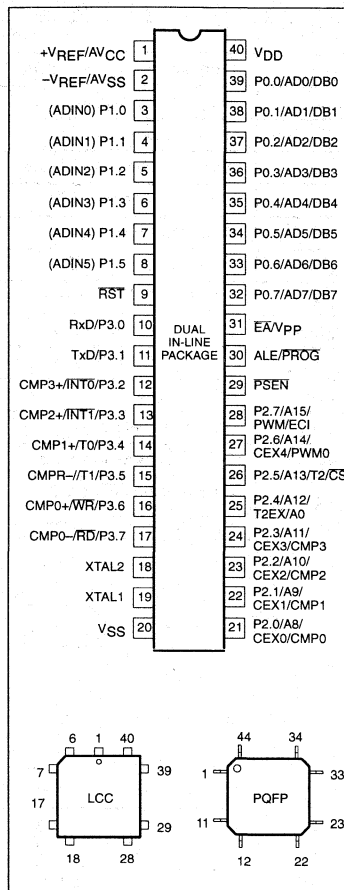 +VREF/AVCC 1 40 VDD
–VREF/AVSS 2 39 P0.0/AD0/DB0
(ADIN0) P1.0 3 38 P0.1/AD1/DB1
(ADIN1) P1.1 4 37 P0.2/AD2/DB2
(ADIN2) P1.2 5 36 P0.3/AD3/DB3
(ADIN3) P1.3 6 35 P0.4/AD4/DB4
(ADIN4) P1.4 7 34 P0.5/AD5/DB5
(ADIN5) P1.5 8 33 P0.6/AD6/DB6
RST 9 32 P0.7/AD7/DB7
RxD/P3.0 10 31 EA/VPP
DUAL
IN-LINE
PACKAGE
TxD/P3.1 11 30 ALE/PROG
CMP3+/INT0/P3.2 12 29 PSEN
CMP2+/INT1/P3.3 13 28 P2.7/A15/
PWM/ECI
CMP1+/T0/P3.4 14 27 P2.6/A14/
CEX4/PWM0
CMPR–//T1/P3.5 15 26 P2.5/A13/T2/CS
CMP0+/WR/P3.6 16 25 P2.4/A12/
T2EX/A0
CMP0–/RD/P3.7 17 24 P2.3/A11/
CEX3/CMP3
XTAL2 18 23 P2.2/A10/
CEX2/CMP2
XTAL1 19 22 P2.1/A9/
CEX1/CMP1
VSS 20 21 P2.0/A8/
CEX0/CMP0
6 1 40
7 39
LCC
17 29
18 28
44 34
1 33
PQFP
11 23
12 22